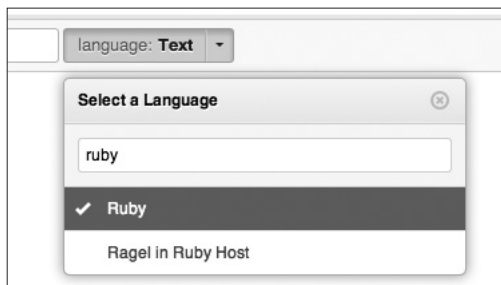 language: Text
Select a Language
ruby
Ruby
Ragel in Ruby Host